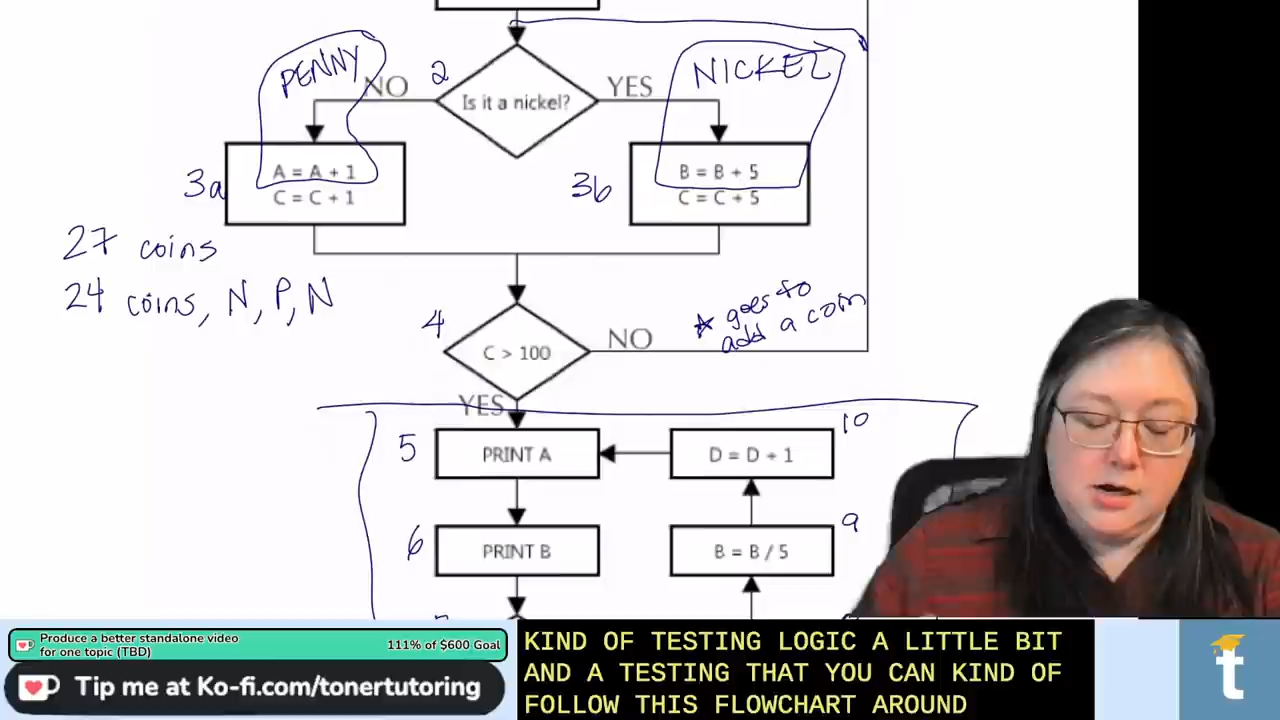 PENNY
2
NO
Is it a nickel?
YES
NICKEL
3a
A = A + 1
C = C + 1
3b
B = B + 5
C = C + 5
27 coins
24 coins, N, P, N
4
C > 100
NO
* goes to
add a coin
YES
5
PRINT A
D = D + 1
10
6
PRINT B
B = B / 5
9
Produce a better standalone video
for one topic (TBD)
111% of $600 Goal
Tip me at Ko-fi.com/tonertutoring
KIND OF TESTING LOGIC A LITTLE BIT
AND A TESTING THAT YOU CAN KIND OF
FOLLOW THIS FLOWCHART AROUND
t